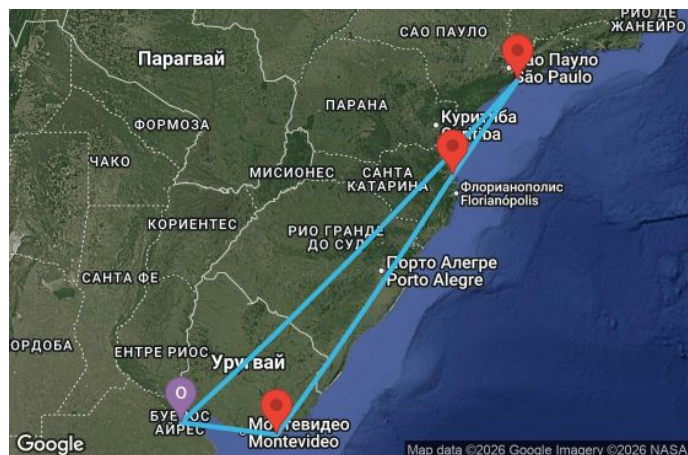 РИО ДЕ
ЖАНЕЙРО
САО ПАУЛО
Парагвай
Пауло
São Paulo
ПАРАНА
Куритиба
ФОРМОЗА
ЧАКО
МИСИОНЕС
САНТА
КАТАРИНА
Флорианополис
Florianópolis
КОРИЕНТЕС
РИО ГРАНДЕ
ДО СУЛ
Порто Алегре
Porto Alegre
САНТА ФЕ
ОРДОБА
ЕНТРЕ РИОС
Уругвай
O
БУЕНОС
АЙРЕС
Монтевидео
Montevideo
Google
Map data ©2026 Google Imagery ©2026 NASA